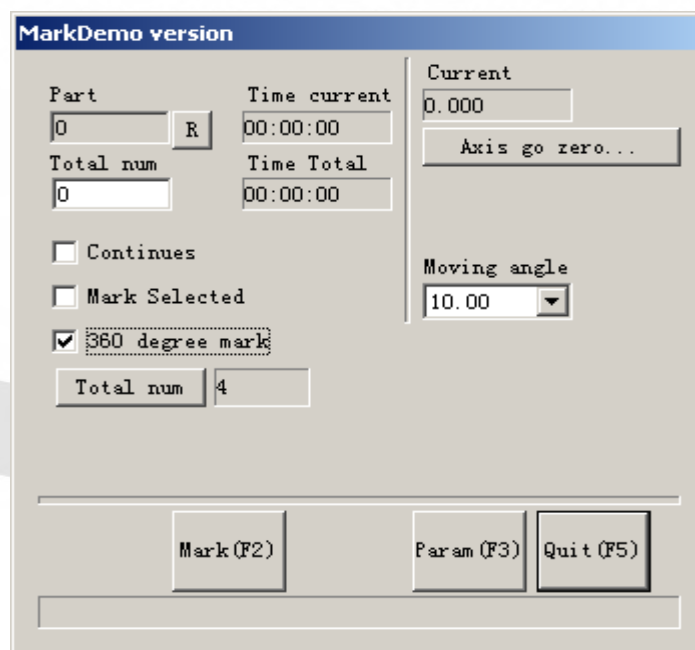 MarkDemo version
Part
0
R
Time current
00:00:00
Total num
0
Time Total
00:00:00
Continues
Mark Selected
360 degree mark
Total num
4
Current
0.000
Axis go zero...
Moving angle
10.00
Mark(F2)
Param(F3)
Quit(F5)